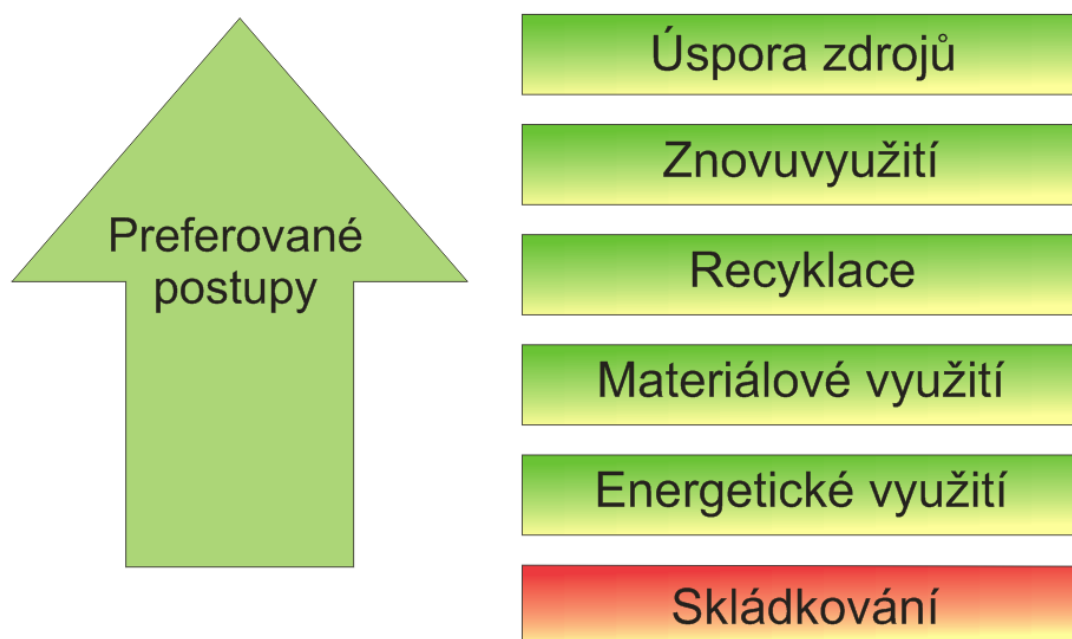 Preferované
postupy
Úspora zdrojů
Znovuvyužití
Recyklace
Materiálové využití
Energetické využití
Skládkování